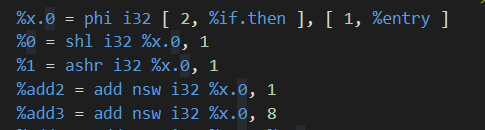 %x.0 = phi i32 [ 2, %if.then ], [ 1, %entry ]
%0 = shl i32 %x.0, 1
%1 = ashr i32 %x.0, 1
%add2 = add nsw i32 %x.0, 1
%add3 = add nsw i32 %x.0, 8